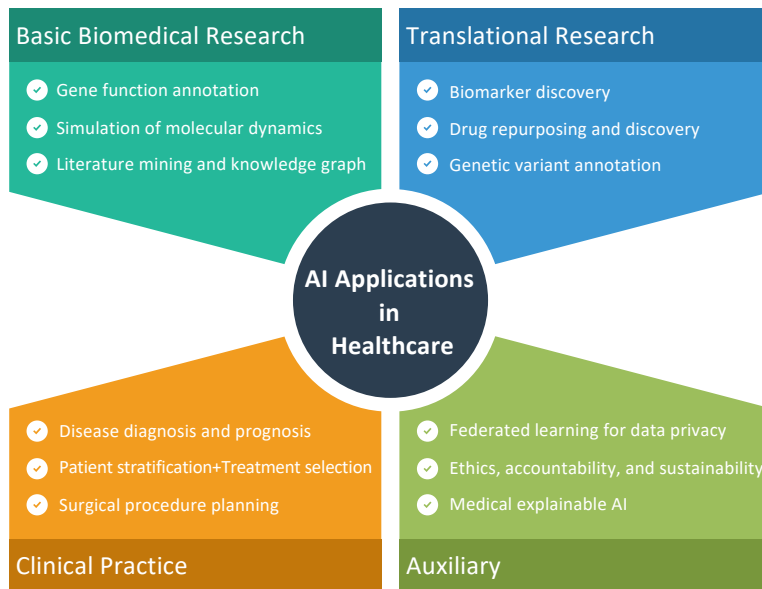 Basic Biomedical Research
Gene function annotation
Simulation of molecular dynamics
Literature mining and knowledge graph
Translational Research
Biomarker discovery
Drug repurposing and discovery
Genetic variant annotation
AI Applications
in
Healthcare
Disease diagnosis and prognosis
Patient stratification+Treatment selection
Surgical procedure planning
Clinical Practice
Federated learning for data privacy
Ethics, accountability, and sustainability
Medical explainable AI
Auxiliary